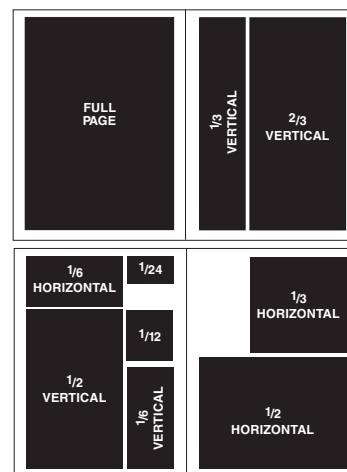 FULL
PAGE
1/3
VERTICAL
2/3
VERTICAL
1/6
HORIZONTAL
1/24
1/12
1/2
VERTICAL
1/6
VERTICAL
1/3
HORIZONTAL
1/2
HORIZONTAL